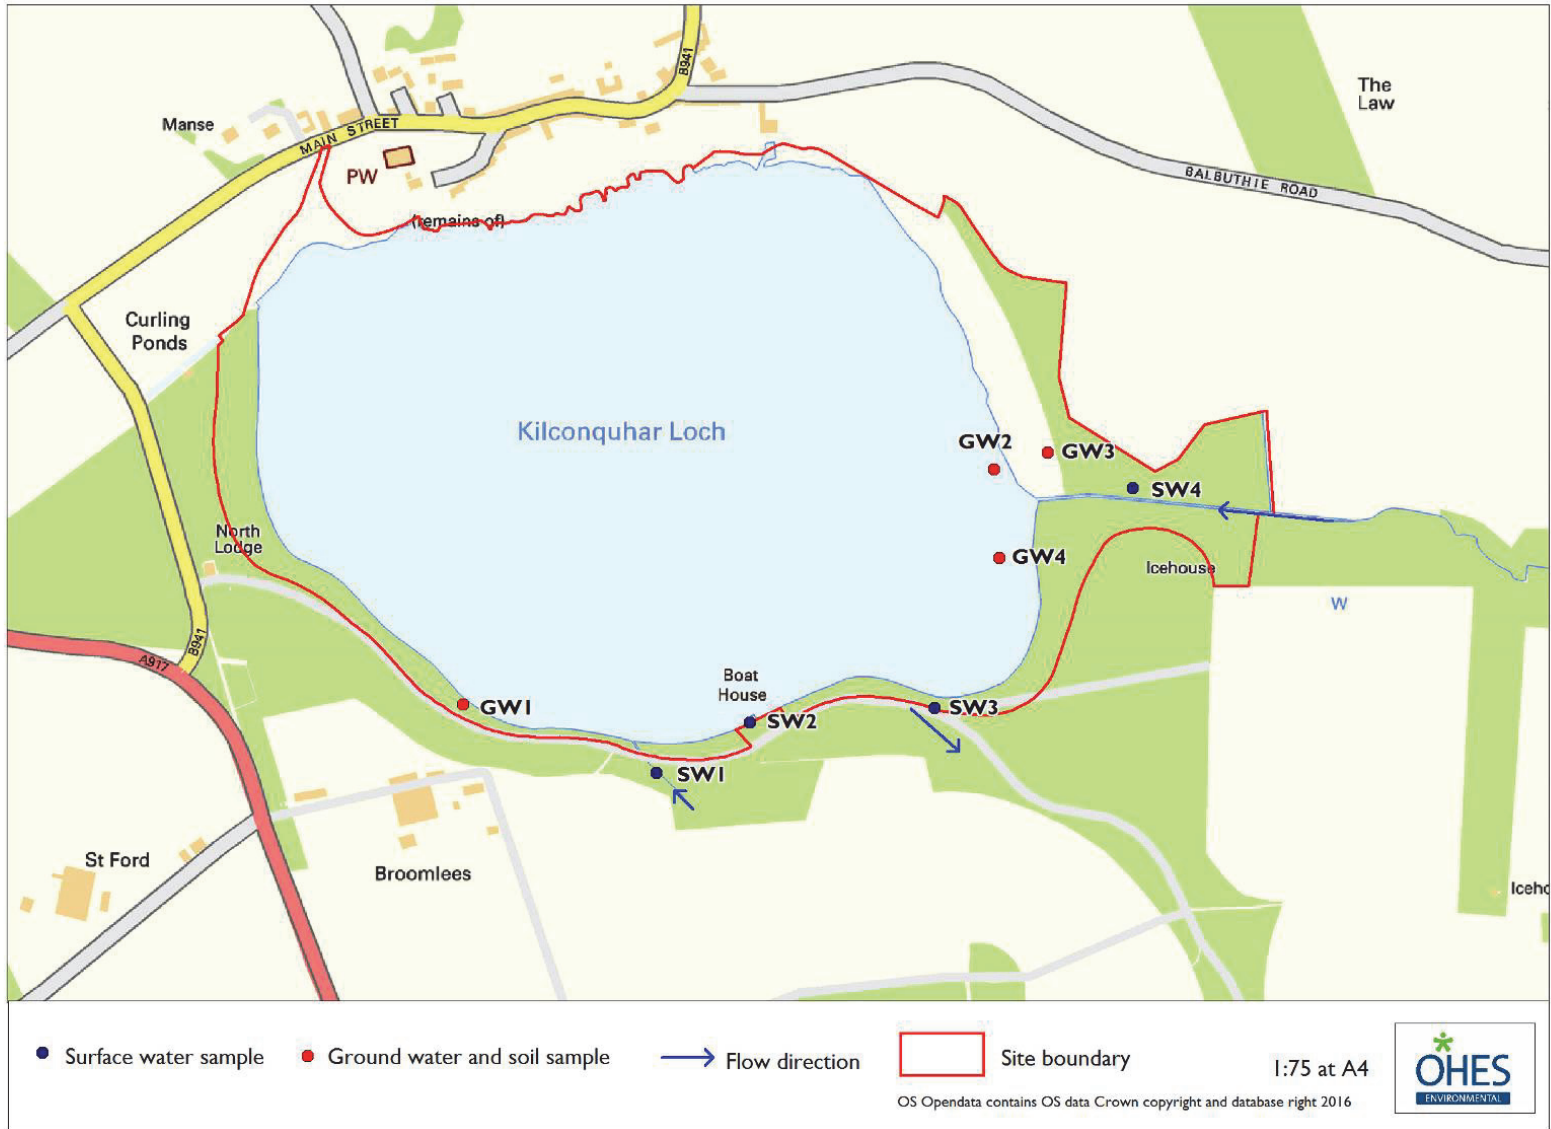 B941
The
Law
Manse
MAIN STREET
PW
BALBUTHIE ROAD
(remains of)
Curling
Ponds
Kilconquhar Loch
GW2
GW3
SW4
North
Lodge
GW4
Icehouse
W
B941
A917
Boat
House
GW1
SW2
SW3
SW1
St Ford
Broomlees
Iceho
Surface water sample
Ground water and soil sample
Flow direction
Site boundary
1:75 at A4
OS Opendata contains OS data Crown copyright and database right 2016
OHES
ENVIRONMENTAL